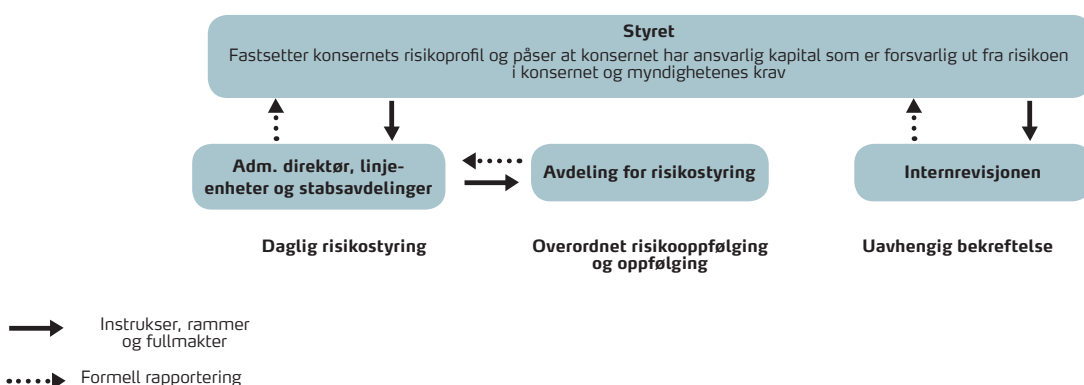 Styret
Fastsetter konsernets risikoprofil og påser at konsernet har ansvarlig kapital som er forsvarlig ut fra risikoen
i konsernet og myndighetenes krav
Adm. direktør, linje-
enheter og stabsavdelinger
Avdeling for risikostyring
Internrevisjonen
Daglig risikostyring
Overordnet risikooppfølging
og oppfølging
Uavhengig bekreftelse
Instrukser, rammer
og fullmakter
Formell rapportering